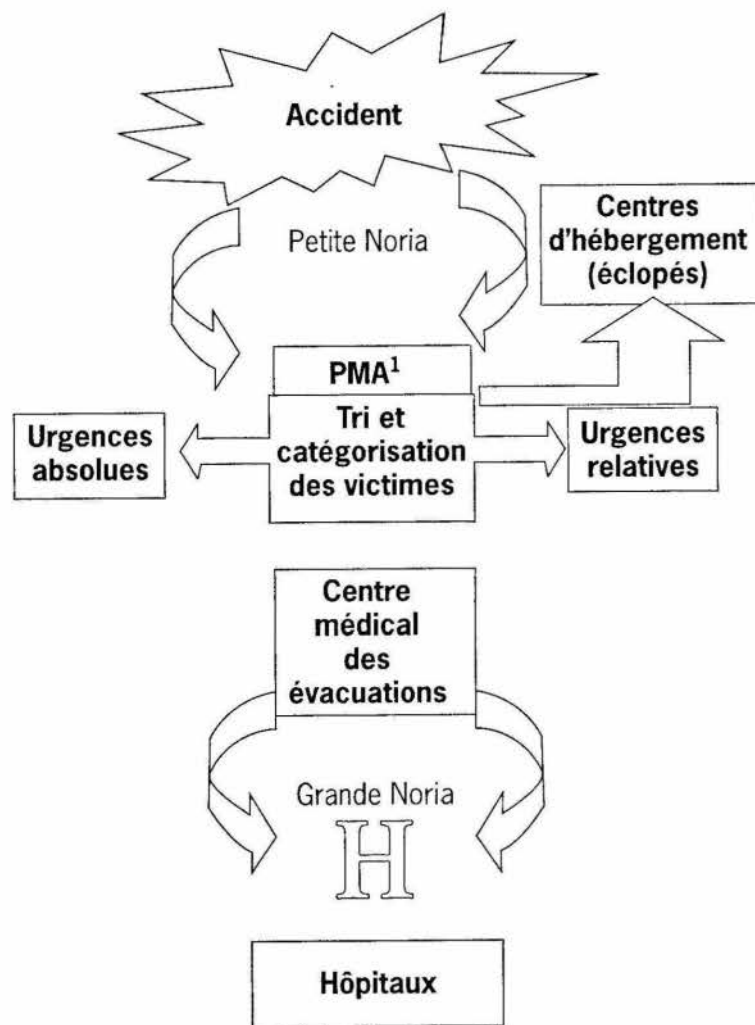 Accident
Petite Noria
Centres
d'hébergement
(éclopés)
PMA¹
Tri et
catégorisation
des victimes
Urgences
absolues
Urgences
relatives
Centre
médical
des
évacuations
Grande Noria
H
Hôpitaux